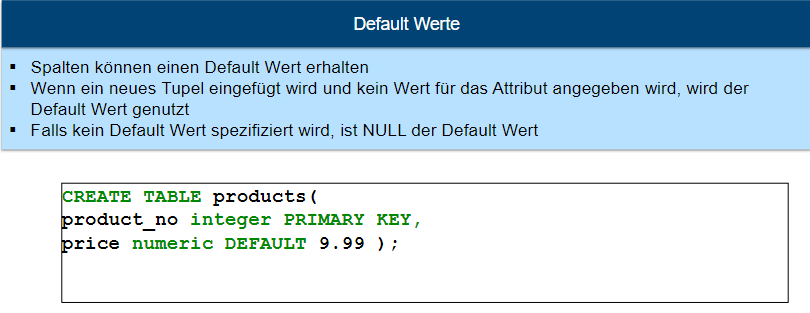 Default Werte
▪ Spalten können einen Default Wert erhalten
▪ Wenn ein neues Tupel eingefügt wird und kein Wert für das Attribut angegeben wird, wird der
Default Wert genutzt
▪ Falls kein Default Wert spezifiziert wird, ist NULL der Default Wert
CREATE TABLE products(
product_no integer PRIMARY KEY,
price numeric DEFAULT 9.99 );